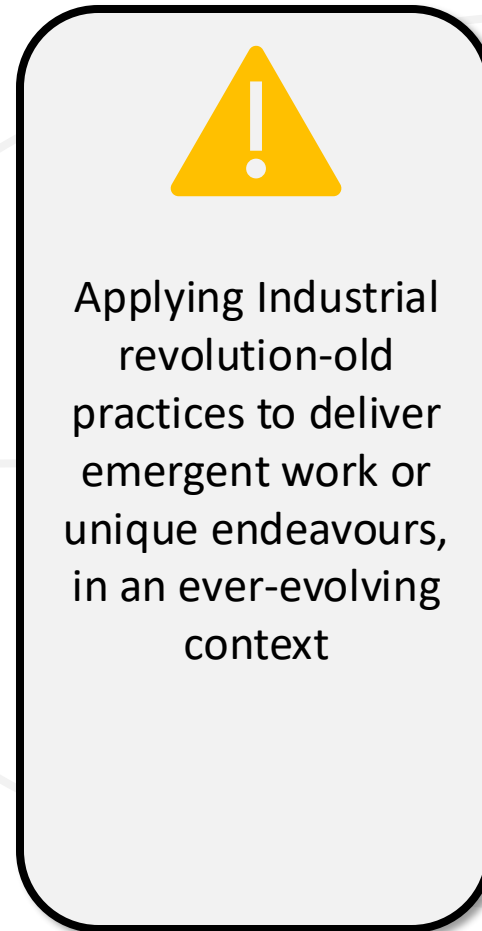 Applying Industrial
revolution-old
practices to deliver
emergent work or
unique endeavours,
in an ever-evolving
context